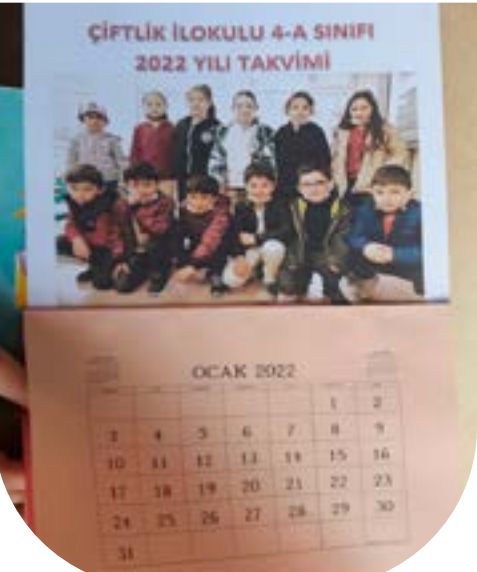 ÇİFTLİK İLOKULU 4-A SINIFI
2022 YILI TAKVİMİ
OCAK 2022
1 2
3 4 5 6 7 8 9
10 11 12 13 14 15 16
17 18 19 20 21 22 23
24 25 26 27 28 29 30
31